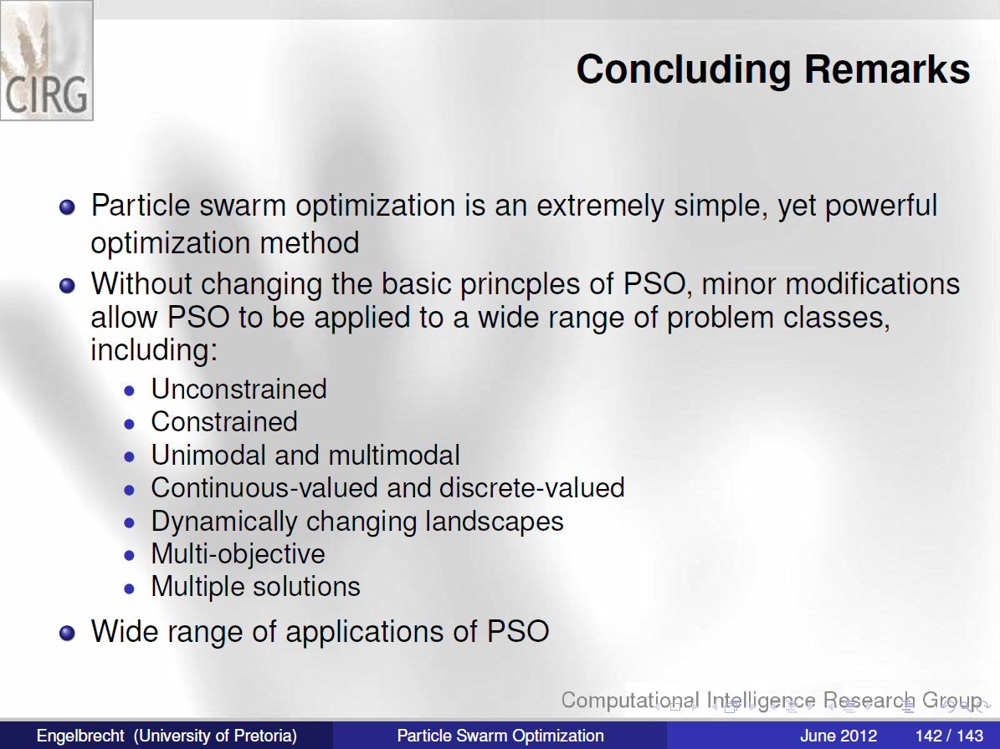 CIRG
Concluding Remarks
Particle swarm optimization is an extremely simple, yet powerful
optimization method
Without changing the basic princples of PSO, minor modifications
allow PSO to be applied to a wide range of problem classes,
including:
Unconstrained
Constrained
Unimodal and multimodal
Continuous-valued and discrete-valued
Dynamically changing landscapes
Multi-objective
Multiple solutions
Wide range of applications of PSO
Computational Intelligence Research Group
Engelbrecht (University of Pretoria) Particle Swarm Optimization June 2012 142 / 143